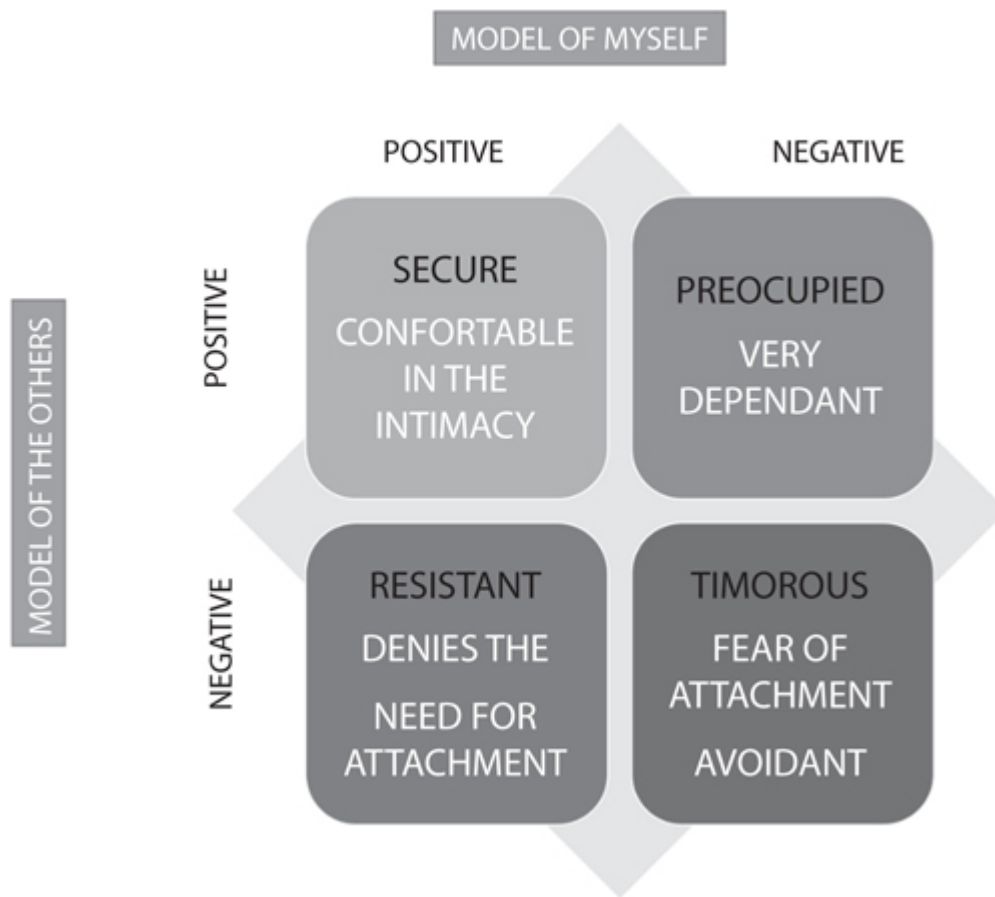 MODEL OF MYSELF
POSITIVE
NEGATIVE
MODEL OF THE OTHERS
POSITIVE
SECURE
CONFORTABLE
IN THE
INTIMACY
PREOCUPIED
VERY
DEPENDANT
NEGATIVE
RESISTANT
DENIES THE
NEED FOR
ATTACHMENT
TIMOROUS
FEAR OF
ATTACHMENT
AVOIDANT